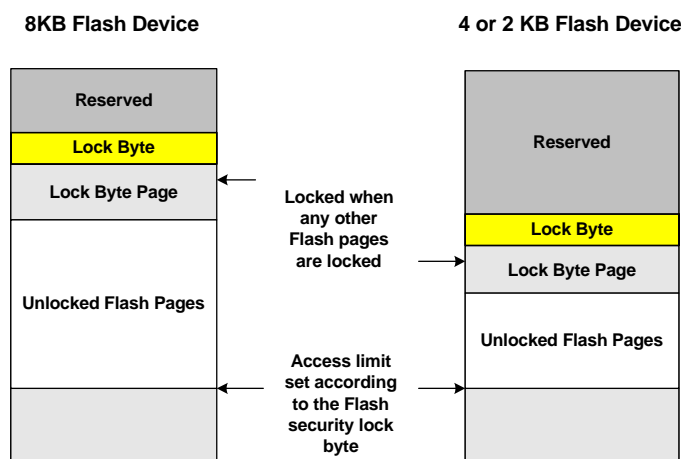 8KB Flash Device
Reserved
Lock Byte
Lock Byte Page
Unlocked Flash Pages
Locked when
any other
Flash pages
are locked
Access limit
set according
to the Flash
security lock
byte
4 or 2 KB Flash Device
Reserved
Lock Byte
Lock Byte Page
Unlocked Flash Pages